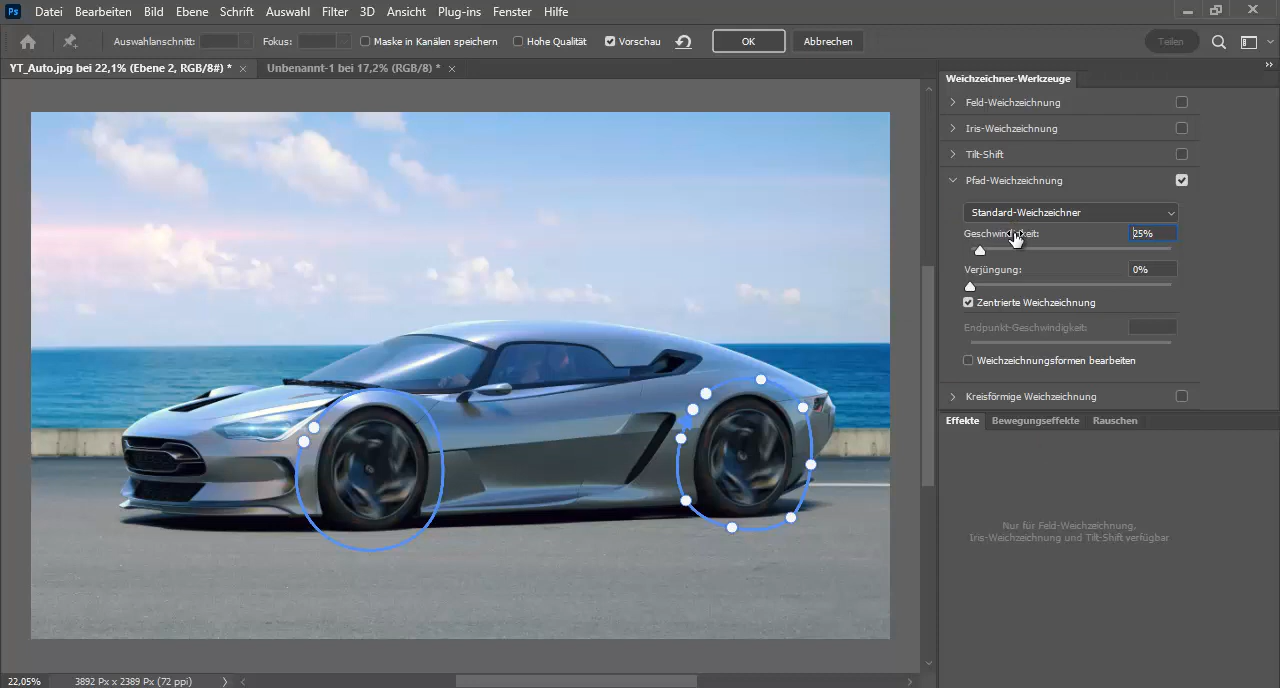 Ps Datei Bearbeiten Bild Ebene Schrift Auswahl Filter 3D Ansicht Plug-ins Fenster Hilfe
Auswahlanschnitt: Fokus: Maske in Kanälen speichern Hohe Qualität Vorschau OK Abbrechen Teilen
YT_Auto.jpg bei 22,1% (Ebene 2, RGB/8#) * × Unbenannt-1 bei 17,2% (RGB/8) * ×
Weichzeichner-Werkzeuge
Feld-Weichzeichnung
Iris-Weichzeichnung
Tilt-Shift
Pfad-Weichzeichnung
Standard-Weichzeichner
Geschwindigkeit: 25%
Verjüngung: 0%
Zentrierte Weichzeichnung
Endpunkt-Geschwindigkeit:
Weichzeichnungsformen bearbeiten
Kreisförmige Weichzeichnung
Effekte Bewegungseffekte Rauschen
Nur für Feld-Weichzeichnung,
Iris-Weichzeichnung und Tilt-Shift verfügbar
22,05% 3892 Px x 2389 Px (72 ppi)